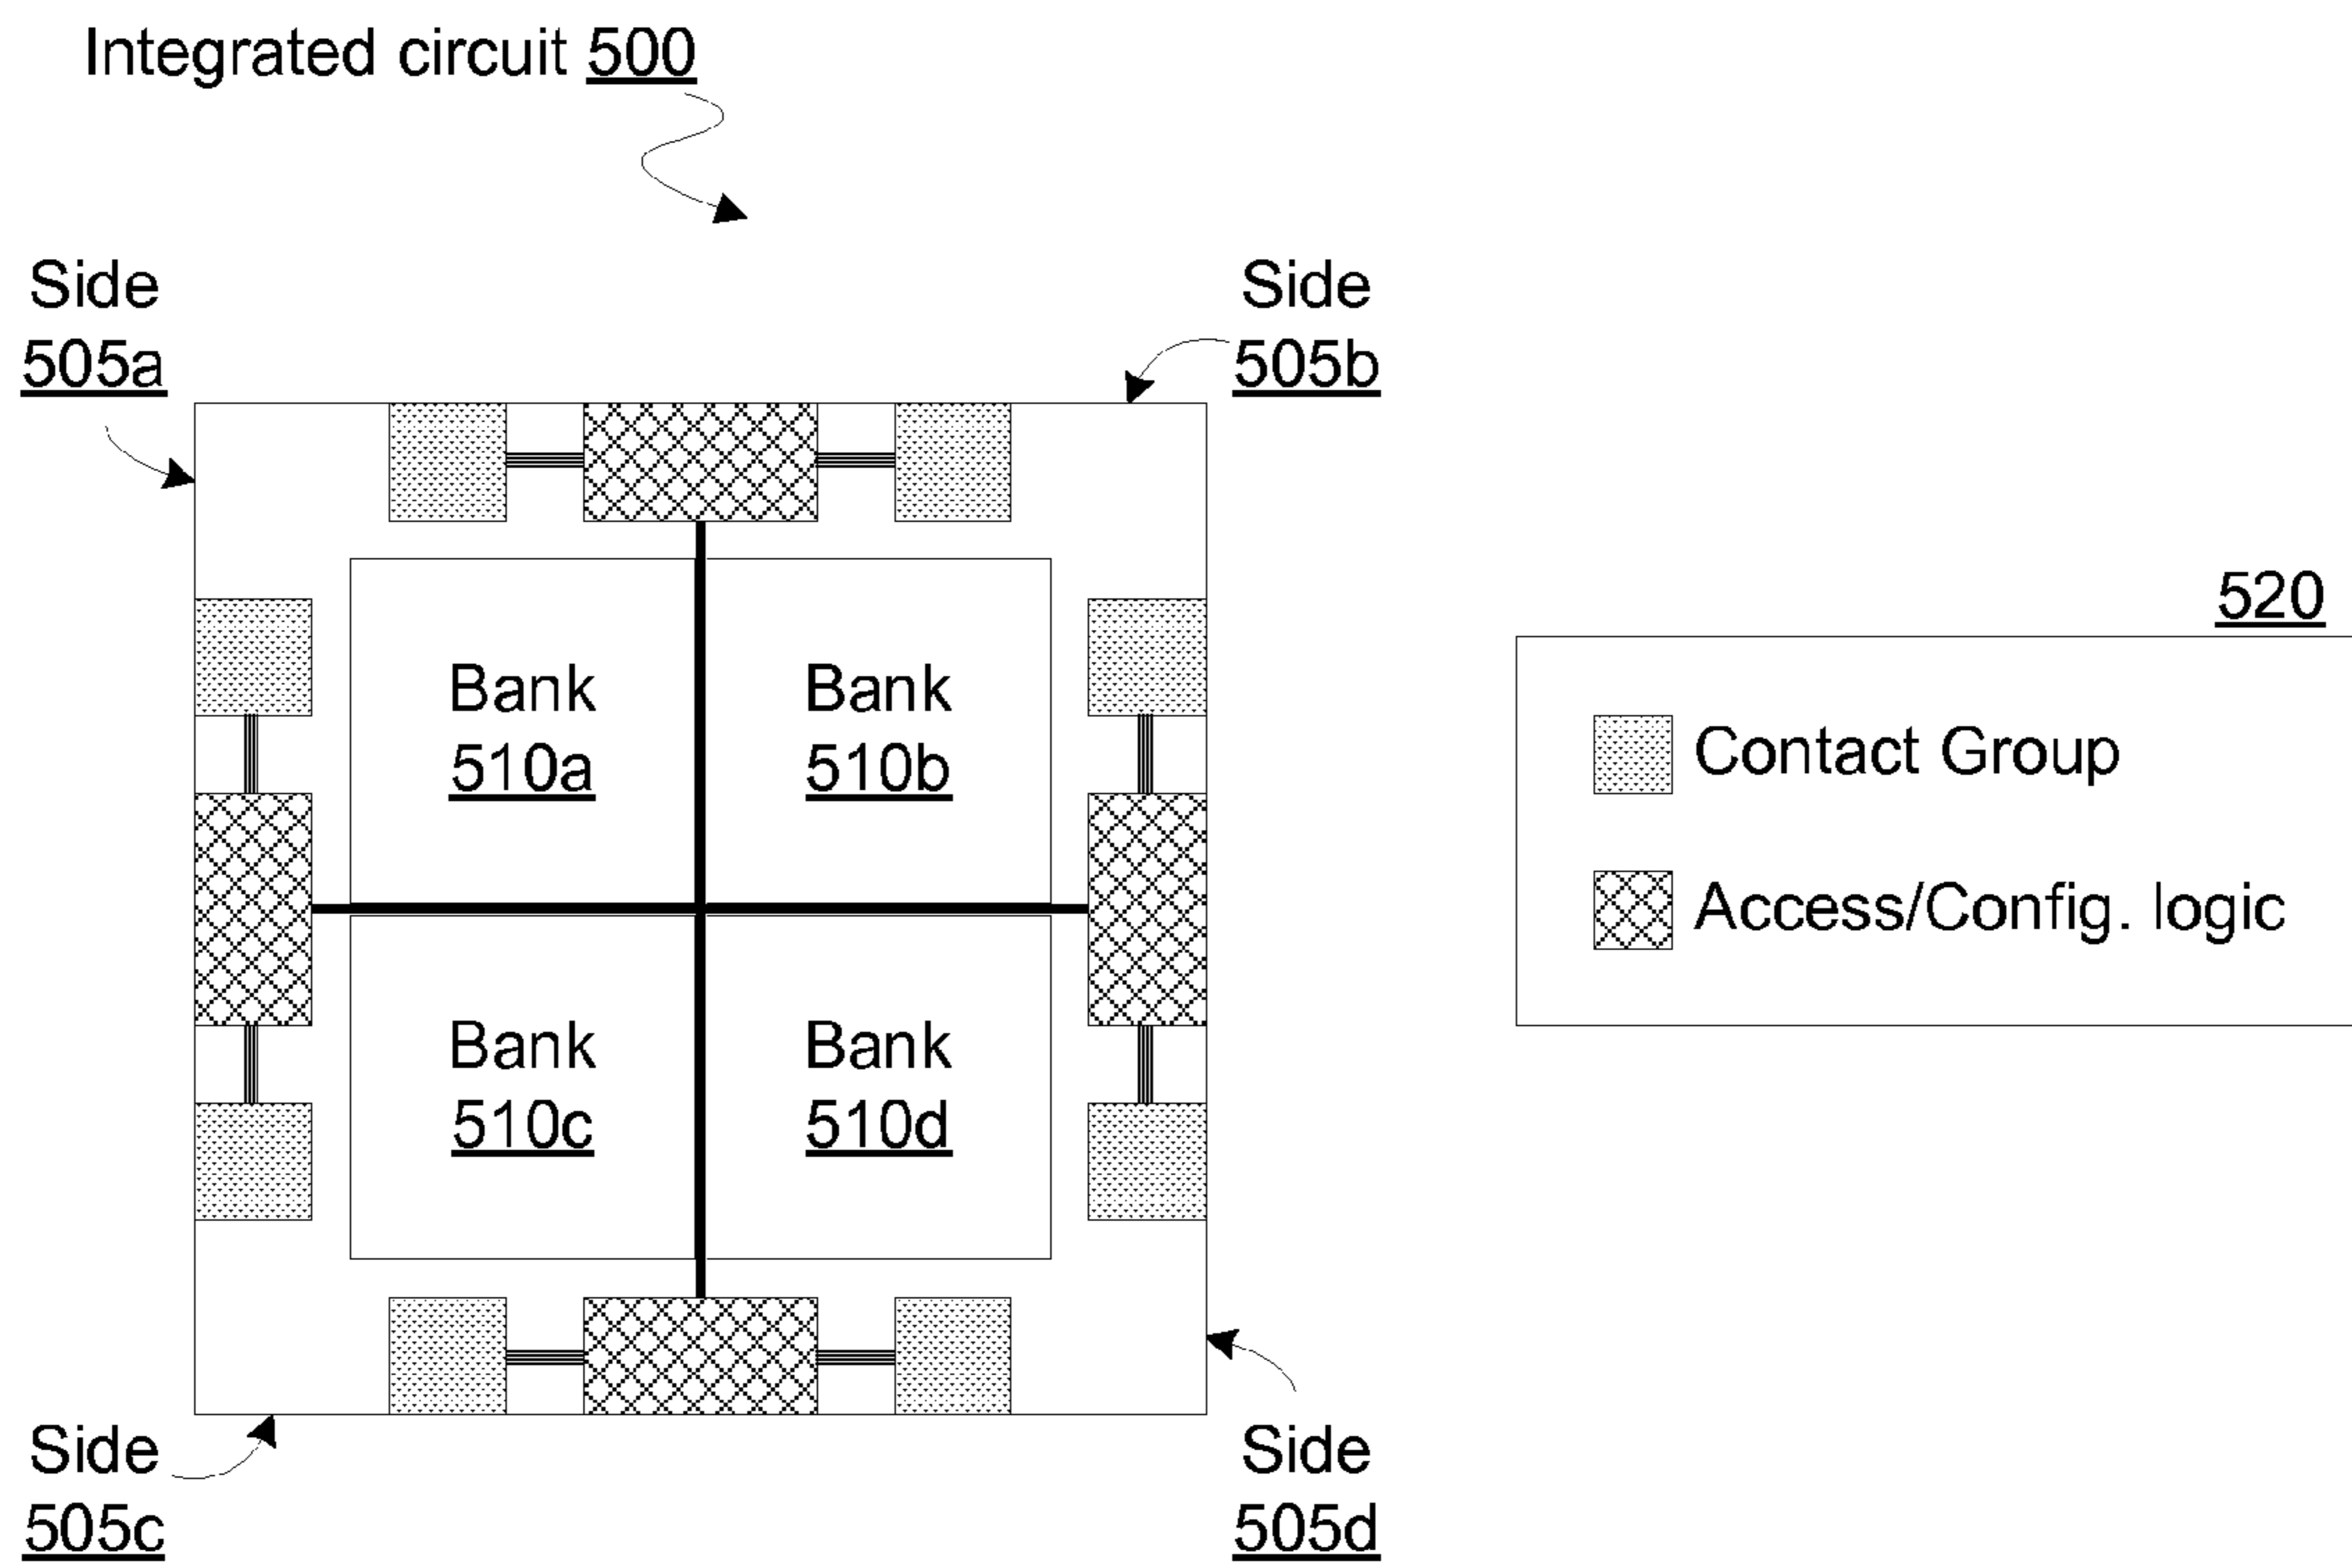 Integrated circuit 500
Side
505a
Side
505b
Bank
510a
Bank
510b
Bank
510c
Bank
510d
Side
505c
Side
505d
520
Contact Group
Access/Config. logic